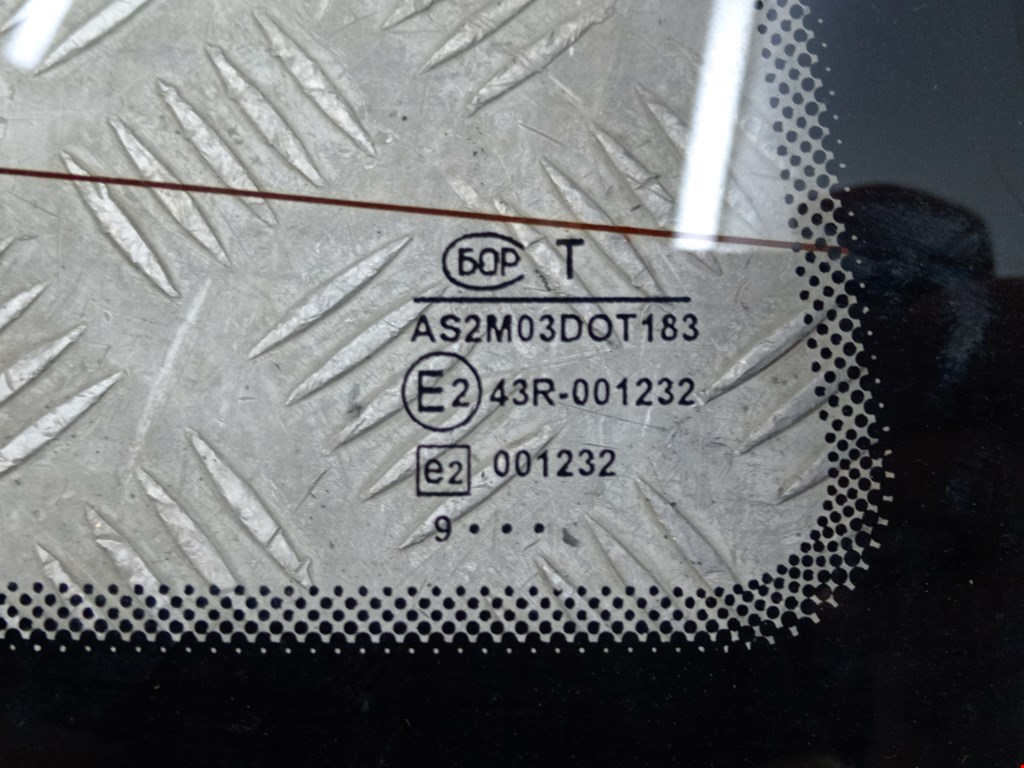 БОР T
AS2M03DOT183
E2 43R-001232
e2 001232
9 • • •